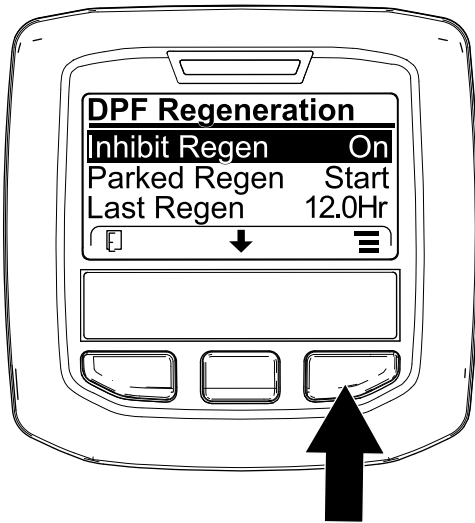 DPF Regeneration
Inhibit Regen On
Parked Regen Start
Last Regen 12.0Hr